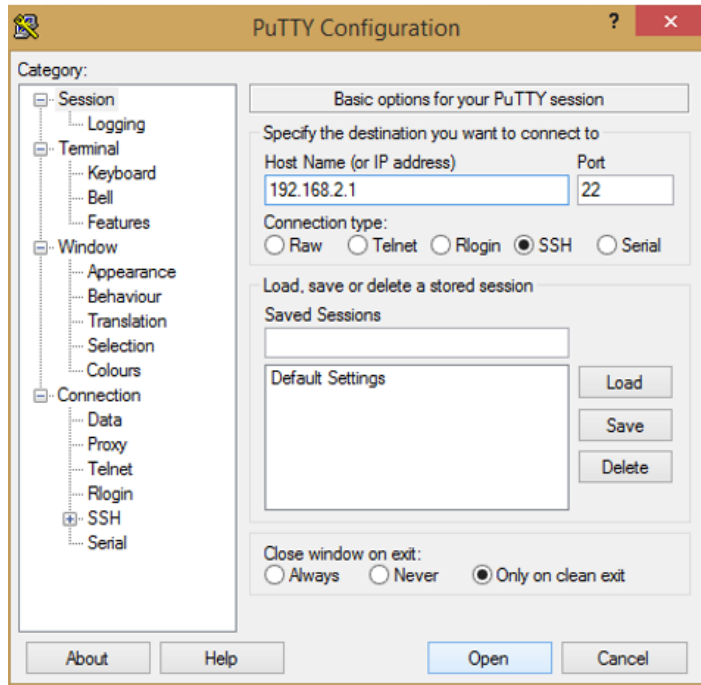 PuTTY Configuration
?
×
Category:
Session
Logging
Terminal
Keyboard
Bell
Features
Window
Appearance
Behaviour
Translation
Selection
Colours
Connection
Data
Proxy
Telnet
Rlogin
SSH
Serial
Basic options for your PuTTY session
Specify the destination you want to connect to
Host Name (or IP address) Port
192.168.2.1 22
Connection type:
Raw Telnet Rlogin SSH Serial
Load, save or delete a stored session
Saved Sessions
Default Settings
Load
Save
Delete
Close window on exit:
Always Never Only on clean exit
About Help Open Cancel